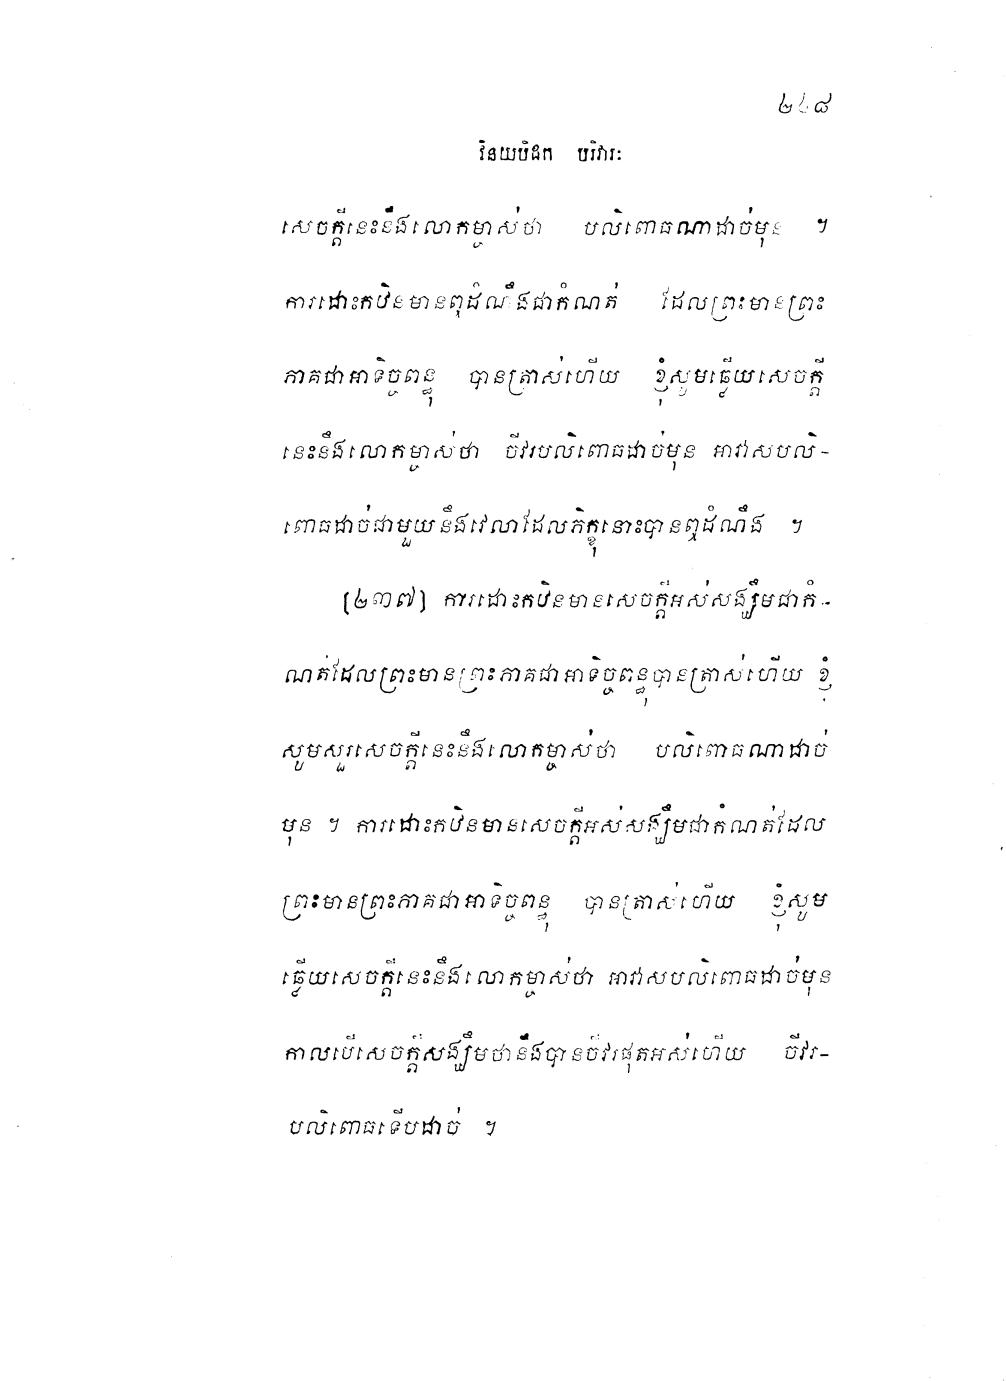 ២៤៨
វិនយបិដក បរិវារៈ
សេចក្តីនេះនឹងលោកម្ចាស់ថា បលិពោធណាដាច់មុន ។
ការដោះកឋិនមានឮដំណឹងជាកំណត់ ដែលព្រះមានព្រះ
ភាគជាអាទិច្ចពន្ធុ បានត្រាស់ហើយ ខ្ញុំសូមឆ្លើយសេចក្តី
នេះនឹងលោកម្ចាស់ថា ចីវរបលិពោធដាច់មុន អាវាសបលិ-
ពោធដាច់ជាមួយនឹងវេលាដែលភិក្ខុនោះបានឮដំណឹង ។
[២៣៧] ការដោះកឋិនមានសេចក្តីអស់សង្ឃឹមជាកំ-
ណត់ដែលព្រះមានព្រះភាគជាអាទិច្ចពន្ធុបានត្រាស់ហើយ ខ្ញុំ
សូមសួរសេចក្តីនេះនឹងលោកម្ចាស់ថា បលិពោធណាដាច់
មុន ។ ការដោះកឋិនមានសេចក្តីអស់សង្ឃឹមជាកំណត់ដែល
ព្រះមានព្រះភាគជាអាទិច្ចពន្ធុ បានត្រាស់ហើយ ខ្ញុំសូម
ឆ្លើយសេចក្តីនេះនឹងលោកម្ចាស់ថា អាវាសបលិពោធដាច់មុន
កាលបើសេចក្តីសង្ឃឹមថានឹងបានចីវរផុតអស់ហើយ ចីវរ-
បលិពោធទើបដាច់ ។